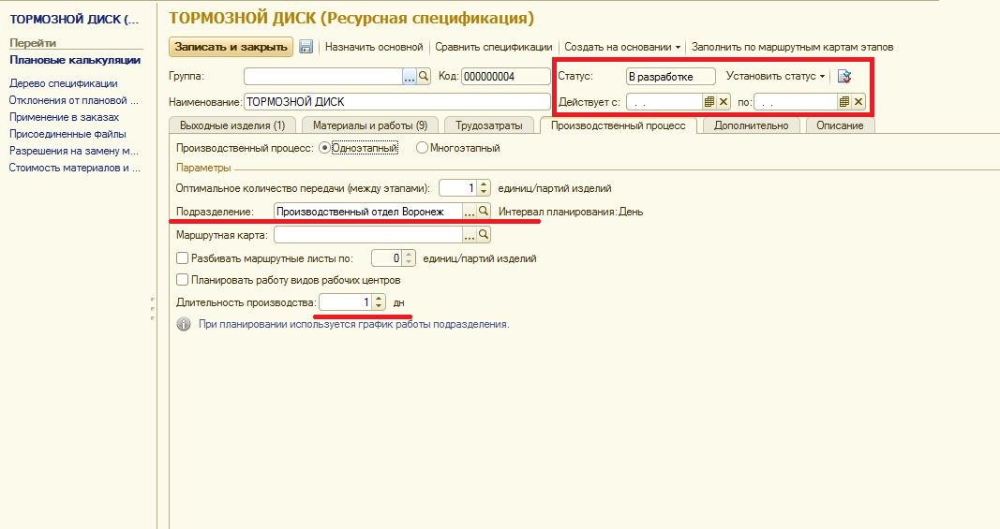 ТОРМОЗНОЙ ДИСК (...
Перейти
Плановые калькуляции
Дерево спецификации
Отклонения от плановой ...
Применение в заказах
Присоединенные файлы
Разрешения на замену м...
Стоимость материалов и ...
ТОРМОЗНОЙ ДИСК (Ресурсная спецификация)
Записать и закрыть Назначить основной Сравнить спецификации Создать на основании Заполнить по маршрутным картам этапов
Группа: ... Код: 000000004 Статус: В разработке Установить статус
Наименование: ТОРМОЗНОЙ ДИСК Действует с: . . по: . .
Выходные изделия (1) Материалы и работы (9) Трудозатраты Производственный процесс Дополнительно Описание
Производственный процесс: Одноэтапный Многоэтапный
Параметры
Оптимальное количество передачи (между этапами): 1 единиц/партий изделий
Подразделение: Производственный отдел Воронеж ... Интервал планирования: День
Маршрутная карта: ...
Разбивать маршрутные листы по: 0 единиц/партий изделий
Планировать работу видов рабочих центров
Длительность производства: 1 дн
При планировании используется график работы подразделения.